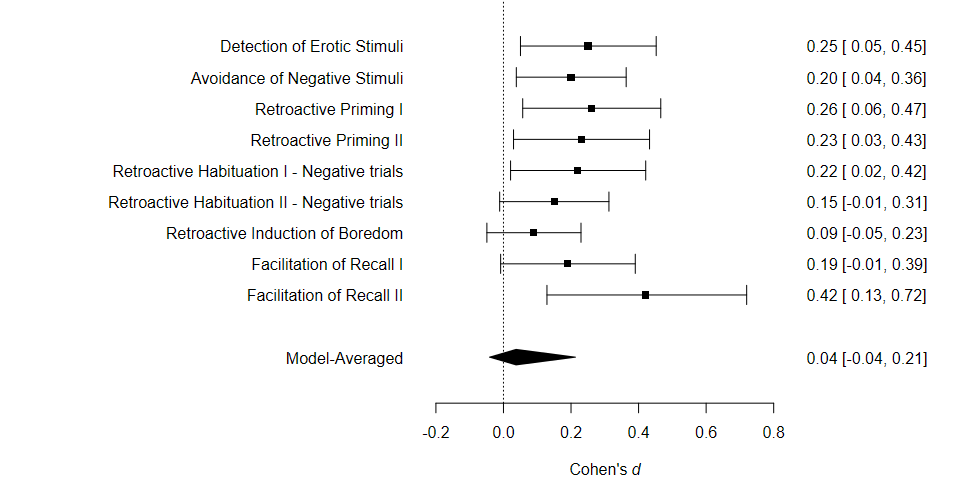 Detection of Erotic Stimuli 0.25 [ 0.05, 0.45]
Avoidance of Negative Stimuli 0.20 [ 0.04, 0.36]
Retroactive Priming I 0.26 [ 0.06, 0.47]
Retroactive Priming II 0.23 [ 0.03, 0.43]
Retroactive Habituation I - Negative trials 0.22 [ 0.02, 0.42]
Retroactive Habituation II - Negative trials 0.15 [-0.01, 0.31]
Retroactive Induction of Boredom 0.09 [-0.05, 0.23]
Facilitation of Recall I 0.19 [-0.01, 0.39]
Facilitation of Recall II 0.42 [ 0.13, 0.72]
Model-Averaged 0.04 [-0.04, 0.21]
-0.2 0.0 0.2 0.4 0.6 0.8
Cohen's d